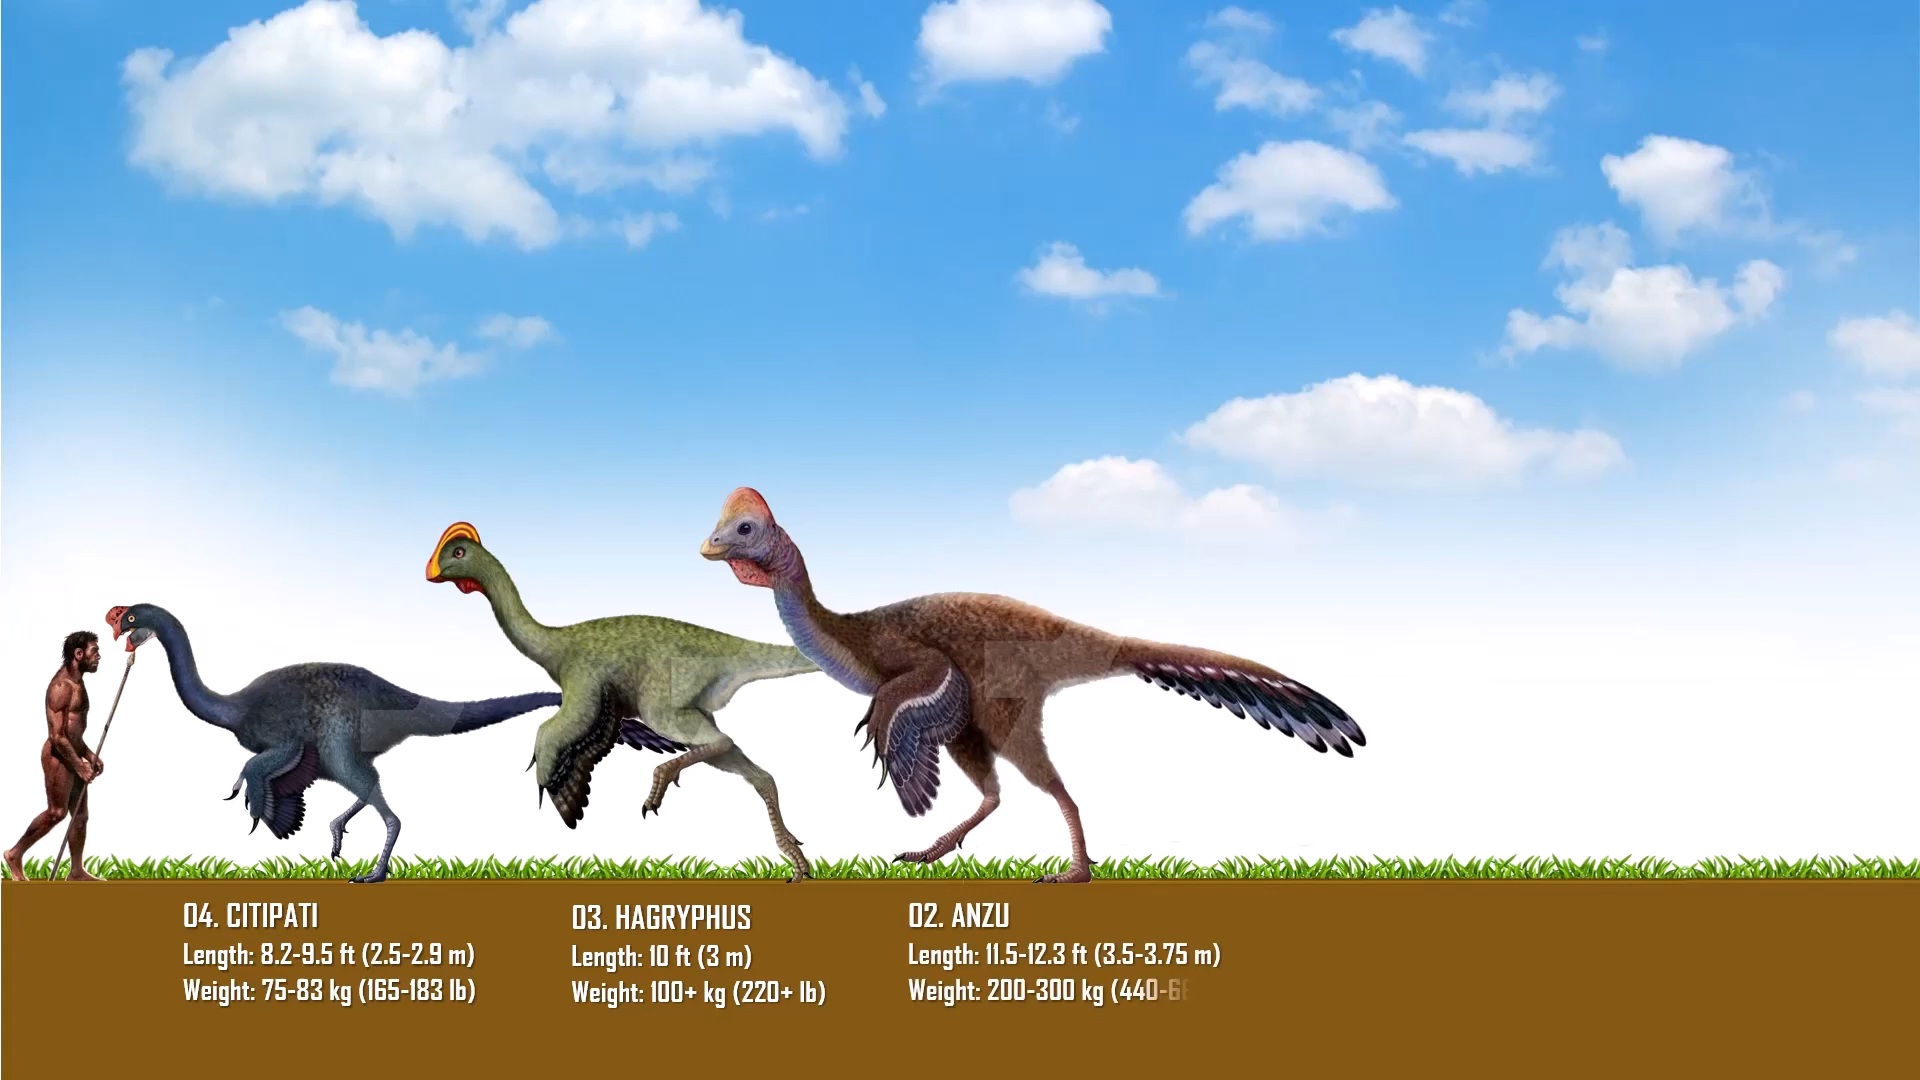 04. CITIPATI
Length: 8.2-9.5 ft (2.5-2.9 m)
Weight: 75-83 kg (165-183 lb)
03. HAGRYPHUS
Length: 10 ft (3 m)
Weight: 100+ kg (220+ lb)
02. ANZU
Length: 11.5-12.3 ft (3.5-3.75 m)
Weight: 200-300 kg (440-6